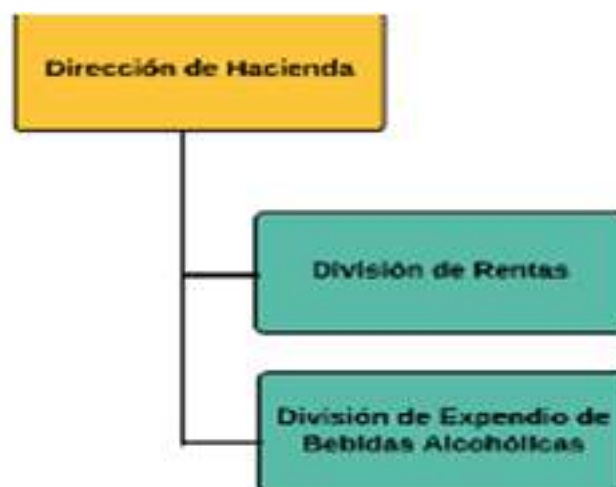 Dirección de Hacienda
División de Rentas
División de Expendio de
Bebidas Alcohólicas